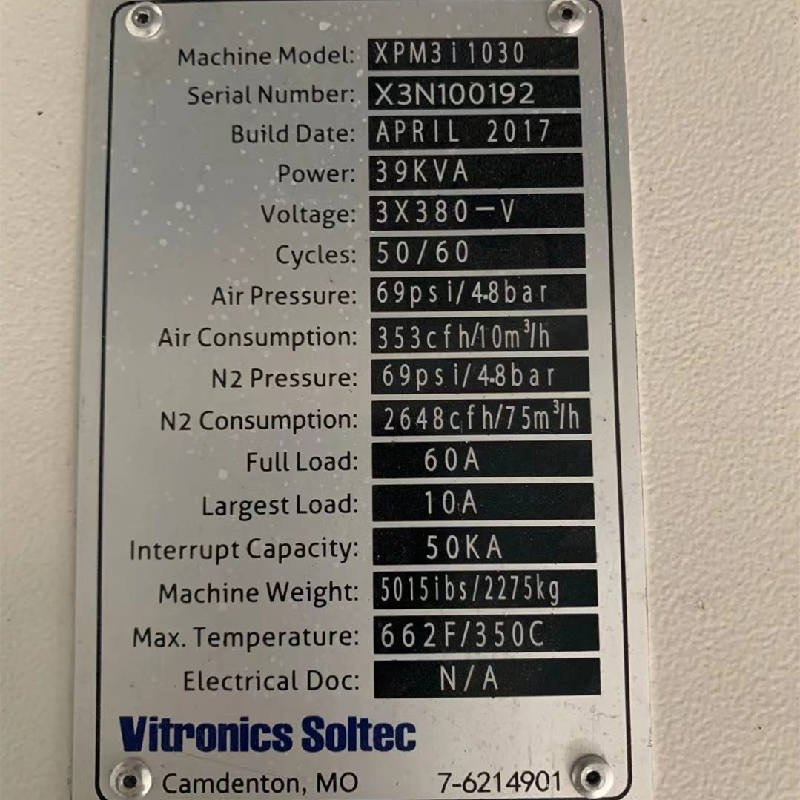 Machine Model: XPM3i1030
Serial Number: X3N100192
Build Date: APRIL 2017
Power: 39KVA
Voltage: 3X380-V
Cycles: 50/60
Air Pressure: 69psi/4.8bar
Air Consumption: 353cfh/10m³/h
N2 Pressure: 69psi/4.8bar
N2 Consumption: 2648cfh/75m³/h
Full Load: 60A
Largest Load: 10A
Interrupt Capacity: 50KA
Machine Weight: 5015ibs/2275kg
Max. Temperature: 662F/350C
Electrical Doc: N/A
Vitronics Soltec
Camdenton, MO 7-6214901